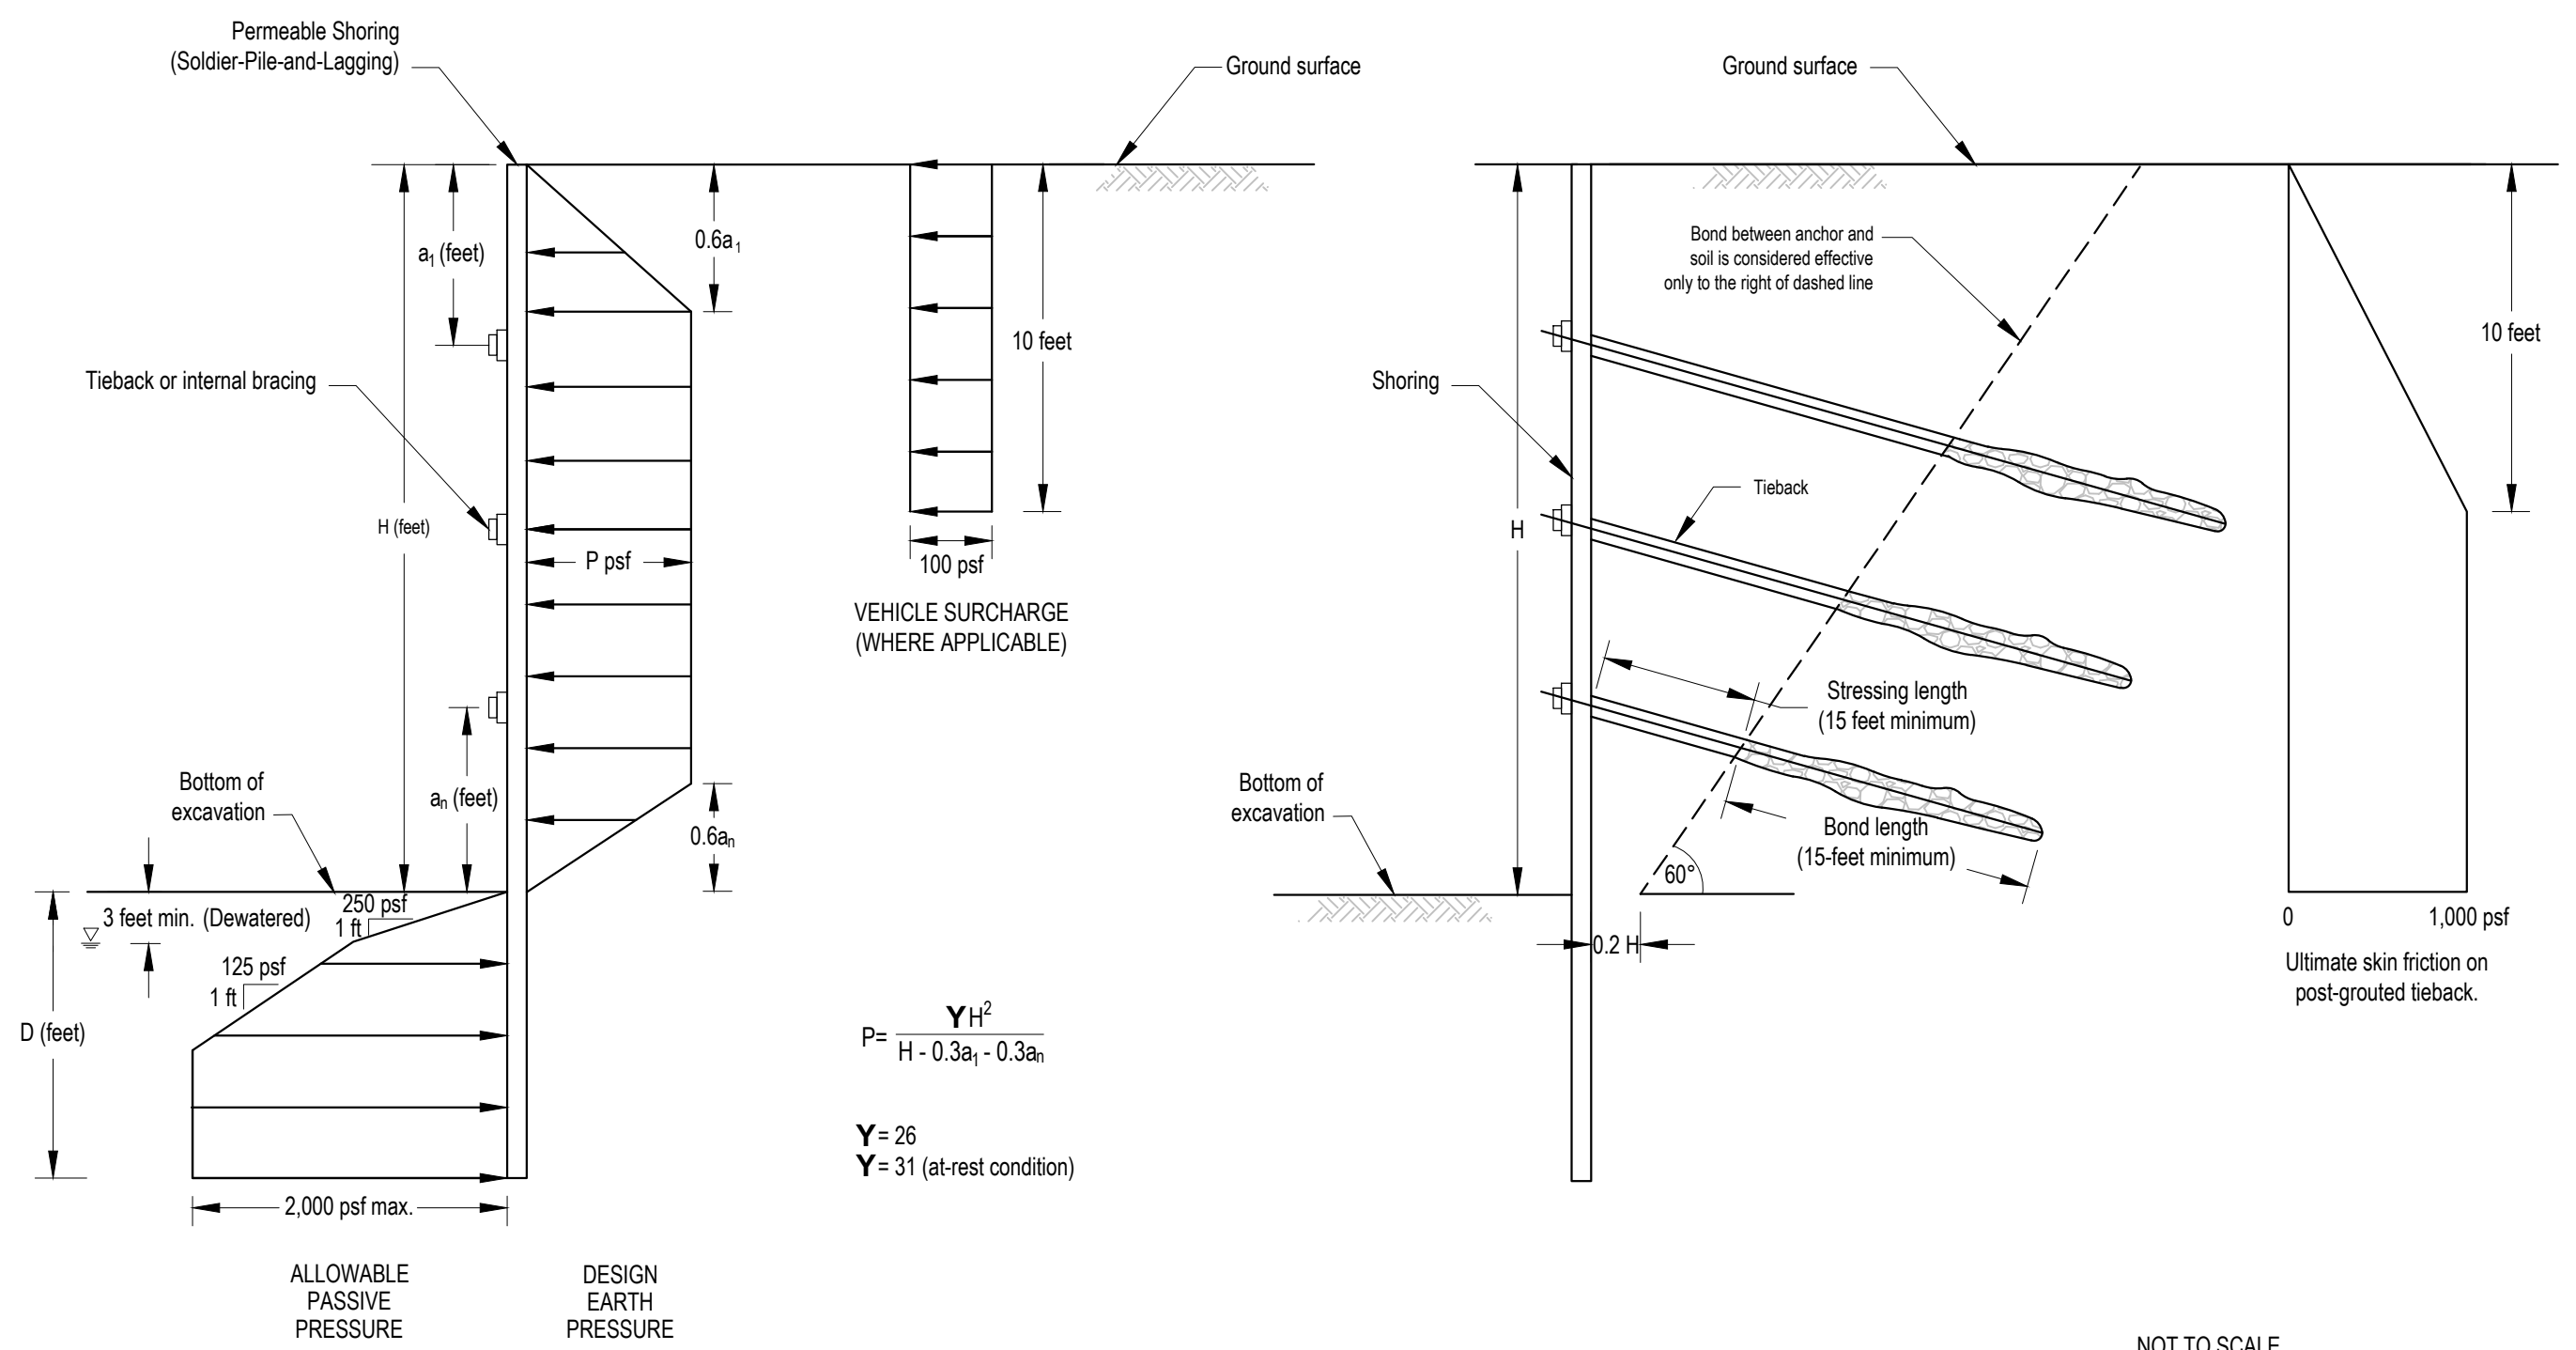 Permeable Shoring
(Soldier-Pile-and-Lagging)
Ground surface
a1 (feet)
0.6a1
10 feet
Tieback or internal bracing
H (feet)
P psf
100 psf
VEHICLE SURCHARGE
(WHERE APPLICABLE)
Bottom of
excavation
an (feet)
0.6an
250 psf
1 ft
3 feet min. (Dewatered)
125 psf
1 ft
D (feet)
2,000 psf max.
P= YH2
H - 0.3a1 - 0.3an
Y = 26
Y = 31 (at-rest condition)
ALLOWABLE
PASSIVE
PRESSURE
DESIGN
EARTH
PRESSURE
Ground surface
Bond between anchor and
soil is considered effective
only to the right of dashed line
10 feet
Shoring
Tieback
H
Stressing length
(15 feet minimum)
Bottom of
excavation
Bond length
(15-feet minimum)
60°
0.2 H
0
1,000 psf
Ultimate skin friction on
post-grouted tieback.
NOT TO SCALE